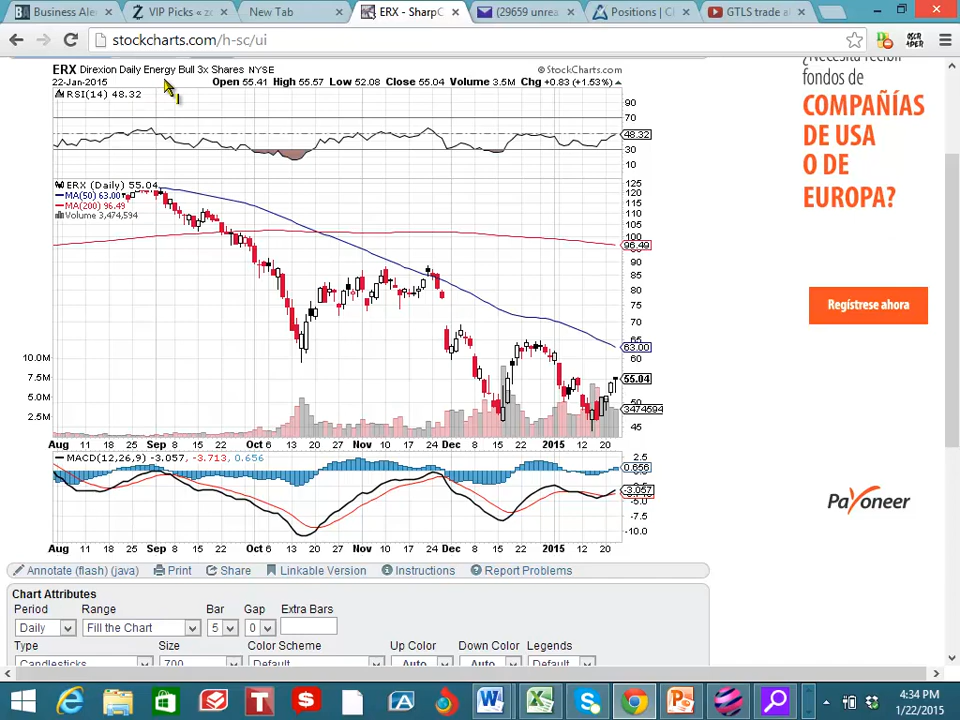 Business Alert
VIP Picks « zo
New Tab
ERX - SharpC
(29659 unrea
Positions | Ci
GTLS trade a
stockcharts.com/h-sc/ui
ERX Direxion Daily Energy Bull 3x Shares NYSE
© StockCharts.com
22-Jan-2015
Open 55.41 High 55.57 Low 52.08 Close 55.04 Volume 3.5M Chg +0.83 (+1.53%)
RSI(14) 48.32
90
70
48.32
30
10
ERX (Daily) 55.04
MA(50) 63.00
MA(200) 96.49
Volume 3,474,594
125
120
115
110
105
100
96.49
90
85
80
75
70
65
63.00
60
55.04
50
3474594
45
10.0M
7.5M
5.0M
2.5M
Aug 11 18 25 Sep 8 15 22 Oct 6 13 20 27 Nov 10 17 24 Dec 8 15 22 2015 12 20
MACD(12,26,9) -3.057, -3.713, 0.656
2.5
0.656
-3.057
-5.0
-7.5
-10.0
Aug 11 18 25 Sep 8 15 22 Oct 6 13 20 27 Nov 10 17 24 Dec 8 15 22 2015 12 20
Annotate (flash) (java)
Print
Share
Linkable Version
Instructions
Report Problems
Chart Attributes
Period Range Bar Gap Extra Bars
Daily Fill the Chart 5 0
Type Size Color Scheme Up Color Down Color Legends
Candlesticks 700 Default Auto Auto Default
¿Necesita recibir
fondos de
COMPAÑÍAS
DE USA
O DE
EUROPA?
Regístrese ahora
Payoneer
4:34 PM
1/22/2015